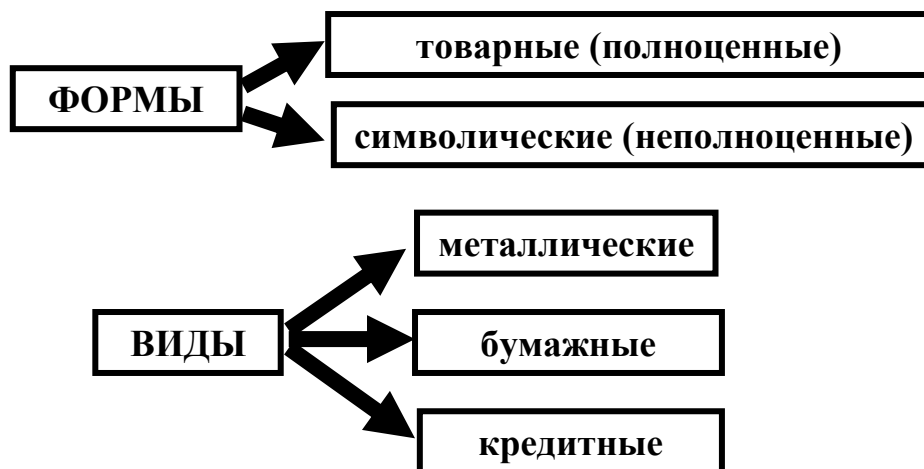 товарные (полноценные)
ФОРМЫ
символические (неполноценные)
металлические
ВИДЫ
бумажные
кредитные